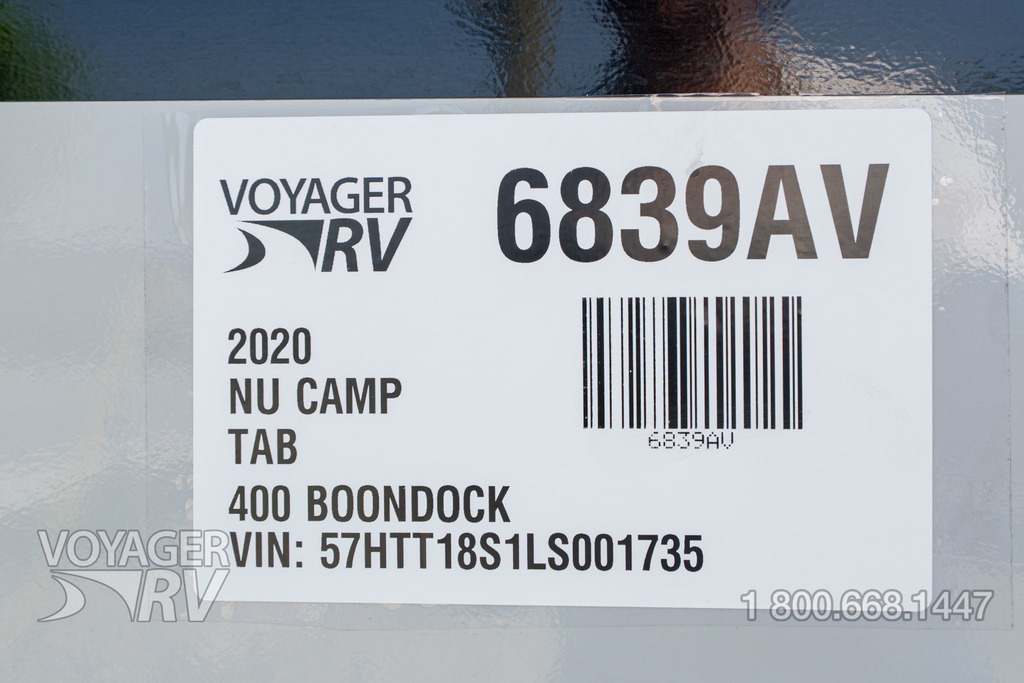 VOYAGER
RV
6839AV
6839AV
2020
NU CAMP
TAB
400 BOONDOCK
VIN: 57HTT18S1LS001735
VOYAGER
RV
1 800.668.1447